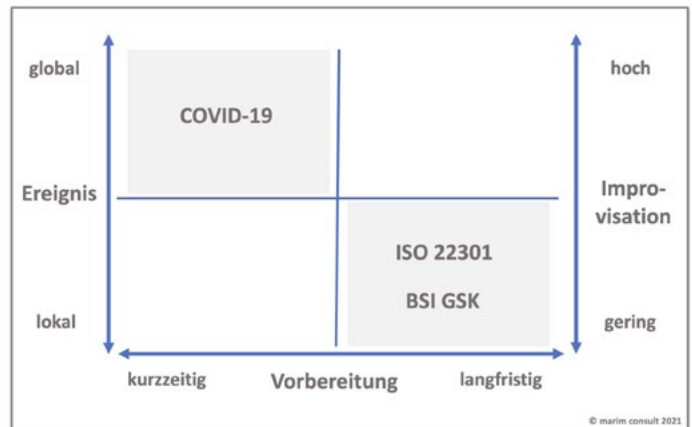 global
hoch
COVID-19
Ereignis
Impro-
visation
ISO 22301
BSI GSK
lokal
gering
kurzzeitig
Vorbereitung
langfristig
© marim consult 2021